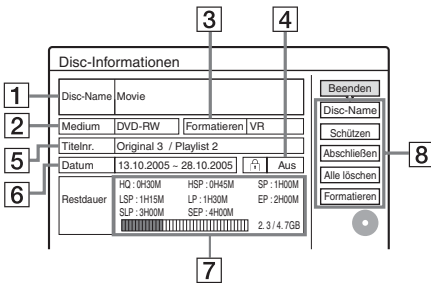 3
4
Disc-Informationen
1
Disc-Name Movie
Beenden
Disc-Name
2
Medium DVD-RW Formatieren VR
Schützen
5
Titelnr. Original 3 / Playlist 2
Abschließen
8
6
Datum 13.10.2005 ~ 28.10.2005 Aus
Alle löschen
Formatieren
Restdauer
HQ : 0H30M HSP : 0H45M SP : 1H00M
LSP : 1H15M LP : 1H30M EP : 2H00M
SLP : 3H00M SEP : 4H00M
2. 3 / 4.7GB
7